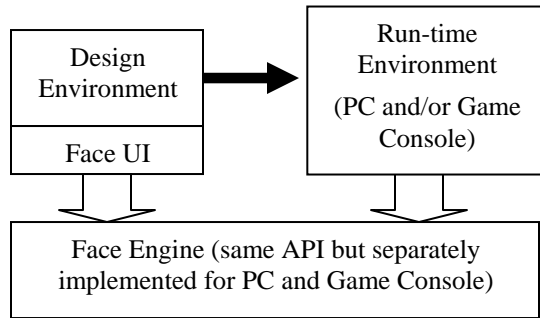 Design
Environment
Face UI
Run-time
Environment
(PC and/or Game
Console)
Face Engine (same API but separately
implemented for PC and Game Console)